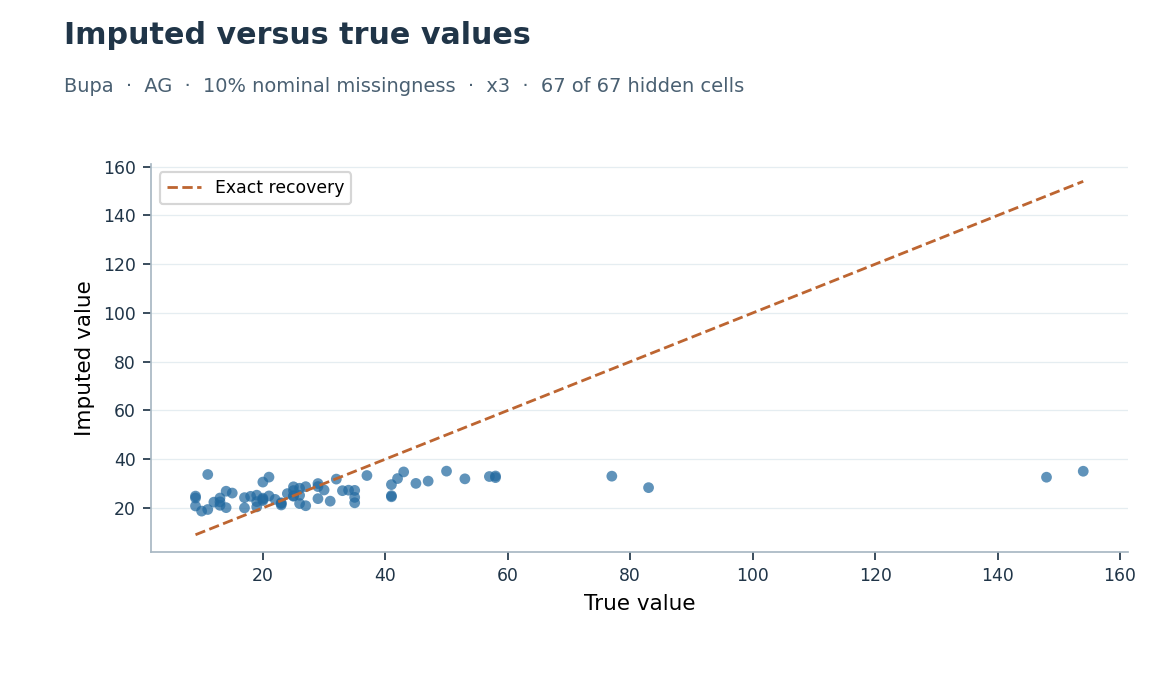 Imputed versus true values
Bupa · AG · 10% nominal missingness · x3 · 67 of 67 hidden cells
Exact recovery
160
140
120
100
80
60
40
20
Imputed value
20 40 60 80 100 120 140 160
True value